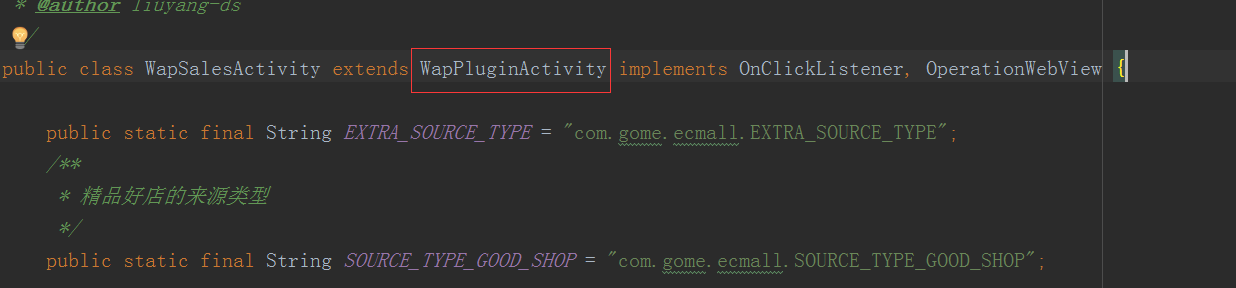 * @author liuyang-ds
*/
public class WapSalesActivity extends WapPluginActivity implements OnClickListener, OperationWebView {
public static final String EXTRA_SOURCE_TYPE = "com.gome.ecmall.EXTRA_SOURCE_TYPE";
/**
* 精品好店的来源类型
*/
public static final String SOURCE_TYPE_GOOD_SHOP = "com.gome.ecmall.SOURCE_TYPE_GOOD_SHOP";